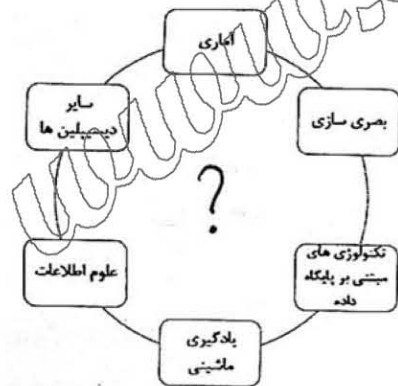 آماری
بصری سازی
تکنولوژی های
مبتنی بر پایگاه
داده
یادگیری
ماشینی
علوم اطلاعات
سایر
دیسیپلین ها
?